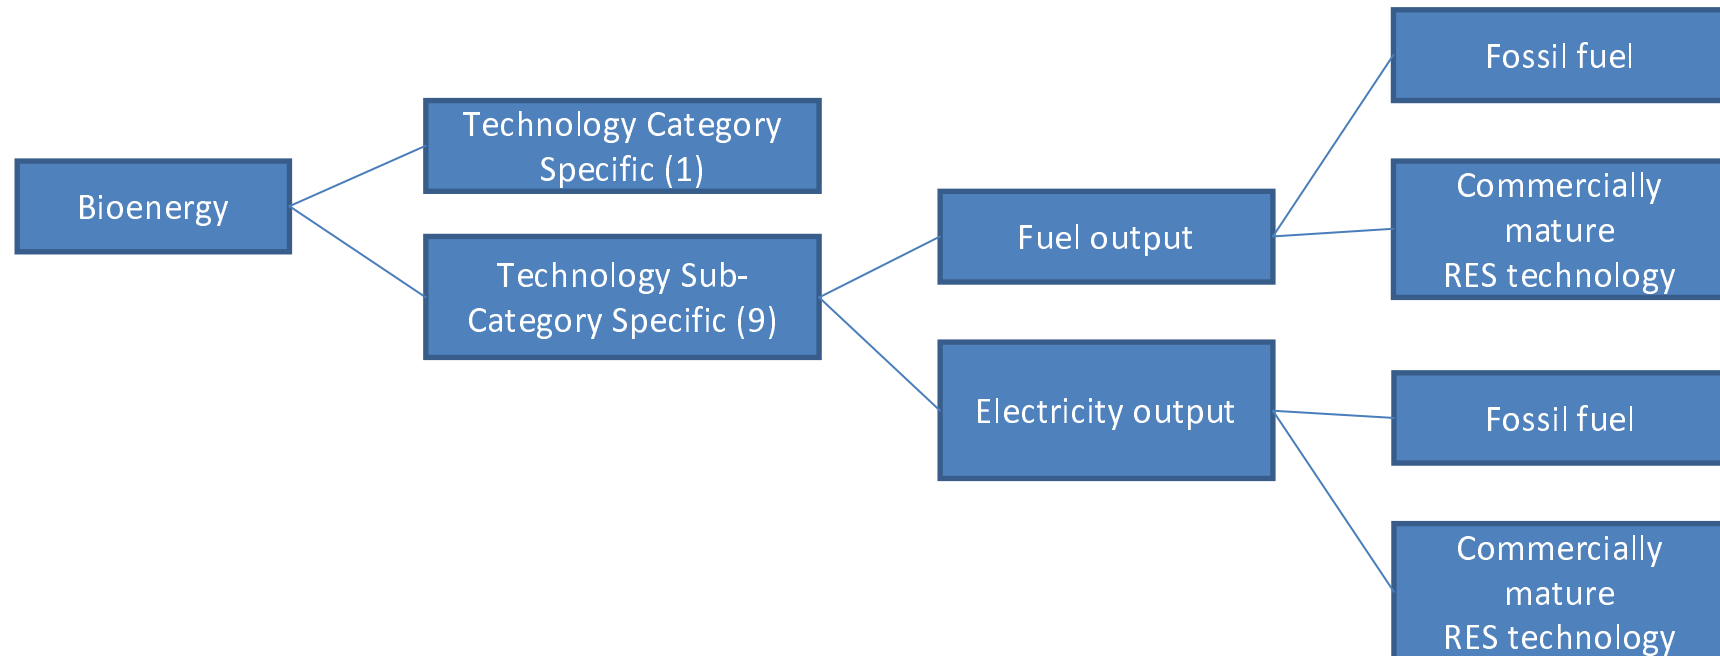 Bioenergy
Technology Category
Specific (1)
Technology Sub-
Category Specific (9)
Fuel output
Electricity output
Fossil fuel
Commercially
mature
RES technology
Fossil fuel
Commercially
mature
RES technology